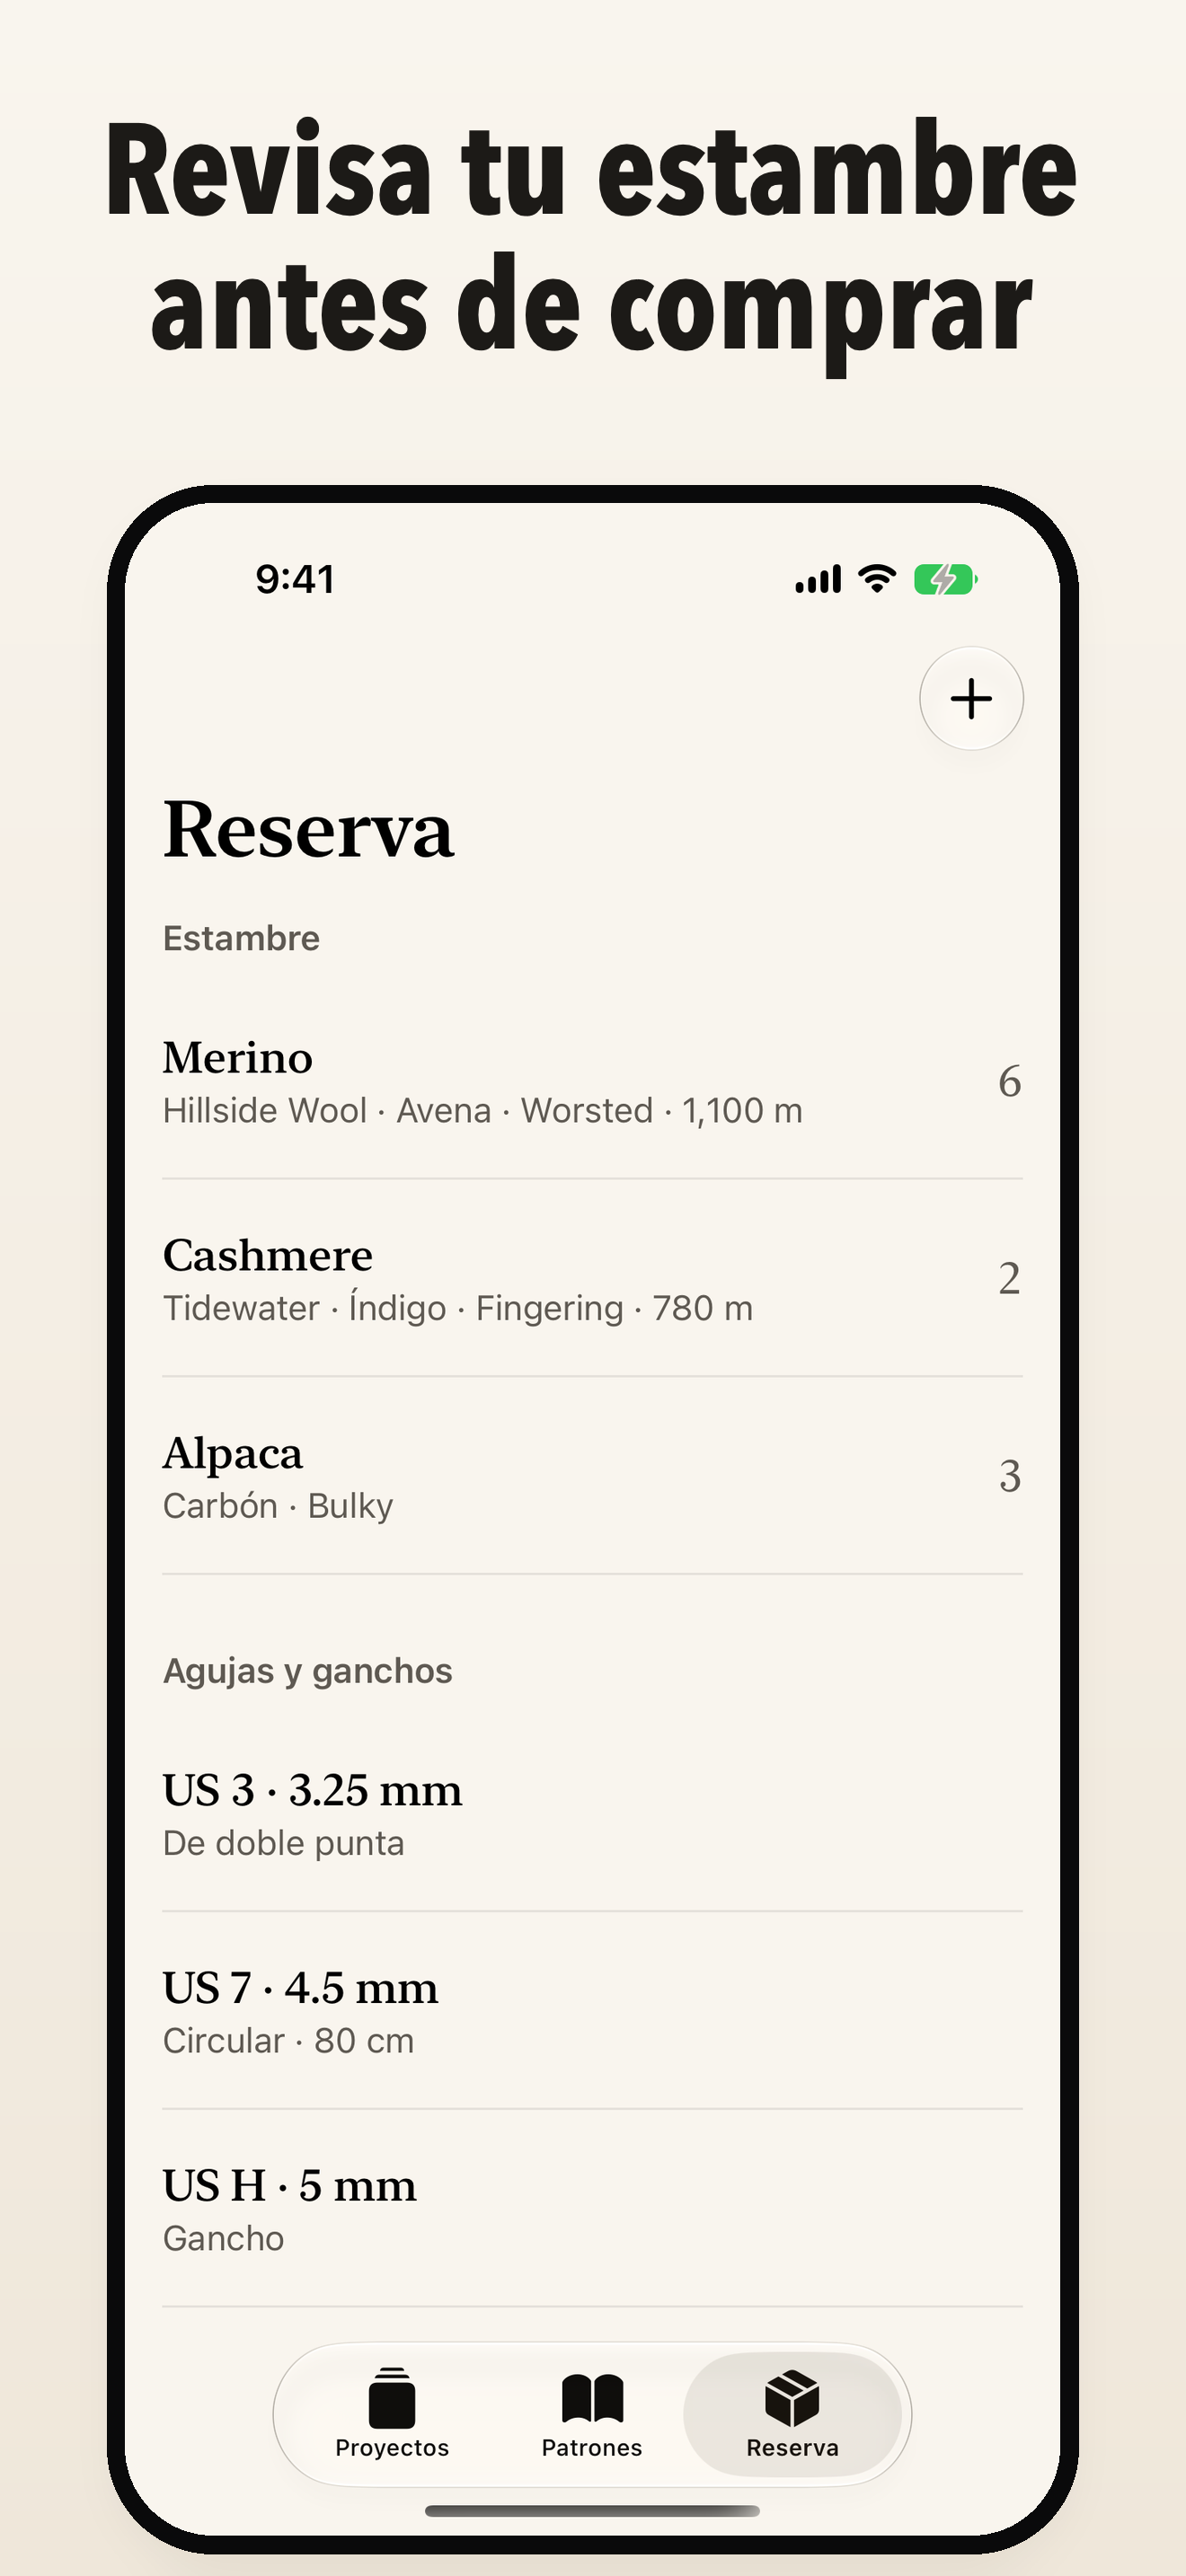 Revisa tu estambre
antes de comprar
9:41
Reserva
Estambre
Merino
Hillside Wool · Avena · Worsted · 1,100 m
6
Cashmere
Tidewater · Índigo · Fingering · 780 m
2
Alpaca
Carbón · Bulky
3
Agujas y ganchos
US 3 · 3.25 mm
De doble punta
US 7 · 4.5 mm
Circular · 80 cm
US H · 5 mm
Gancho
Proyectos
Patrones
Reserva